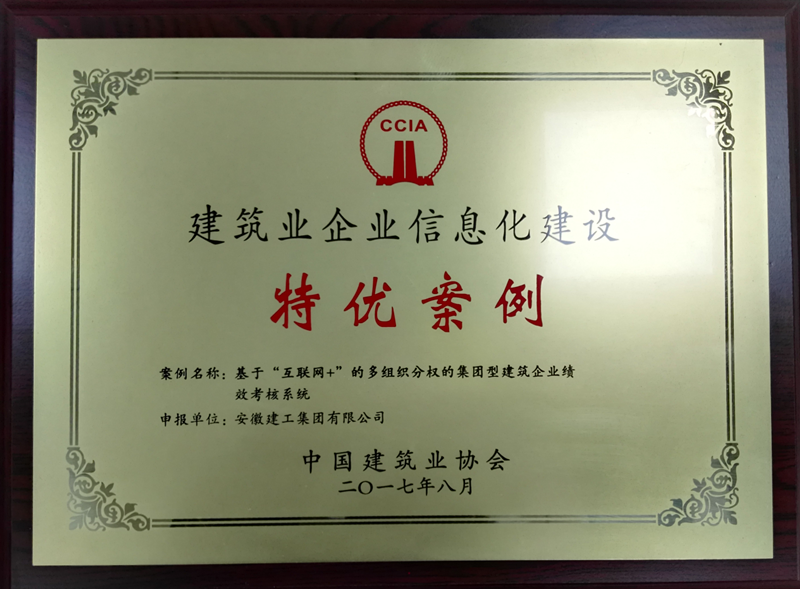 CCIA
建筑业企业信息化建设
特优案例
案例名称：基于“互联网+”的多组织分权的集团型建筑企业绩
效考核系统
申报单位：安徽建工集团有限公司
中国建筑业协会
二〇一七年八月